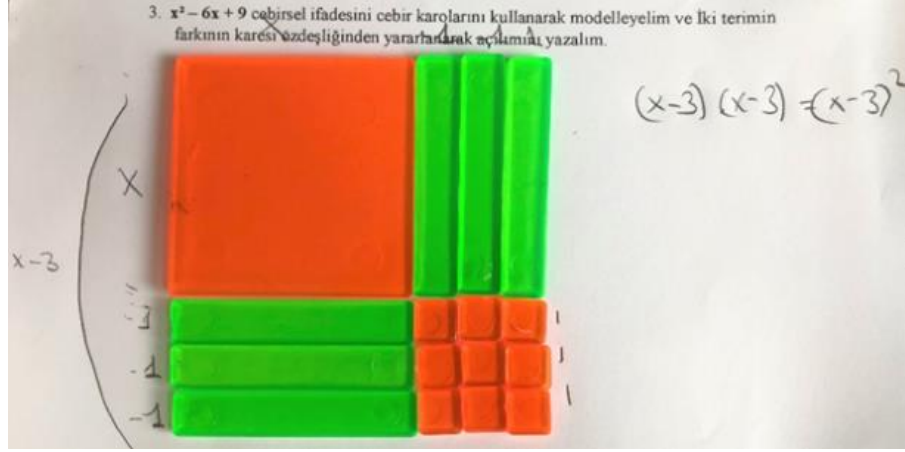 3. x² – 6x + 9 cebirsel ifadesini cebir karolarını kullanarak modelleyelim ve İki terimin
farkının karesi özdeşliğinden yararlanarak açılımını yazalım.
(x-3) (x-3) = (x-3)²
x
x-3
1
-1
1
-1
1